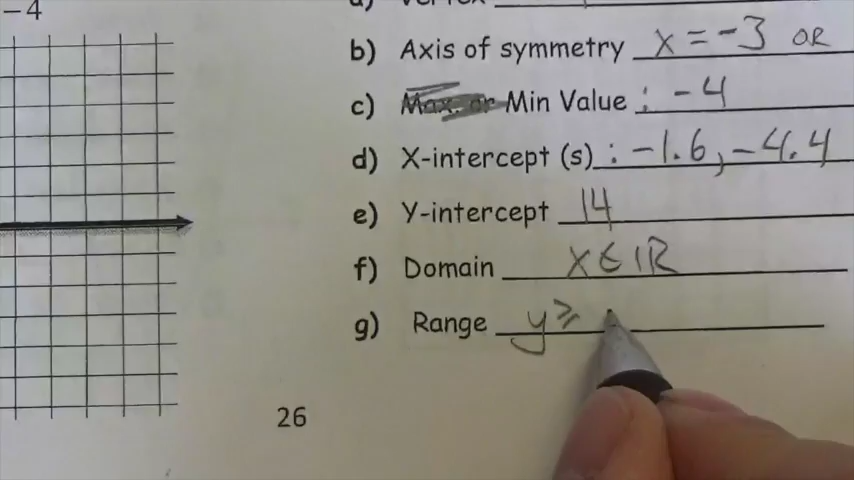 -4
a) Vertex
b) Axis of symmetry x = -3 OR
c) Max. or Min Value : -4
d) X-intercept (s) : -1.6, -4.4
e) Y-intercept 14
f) Domain X ∈ ℝ
g) Range y ≥
26